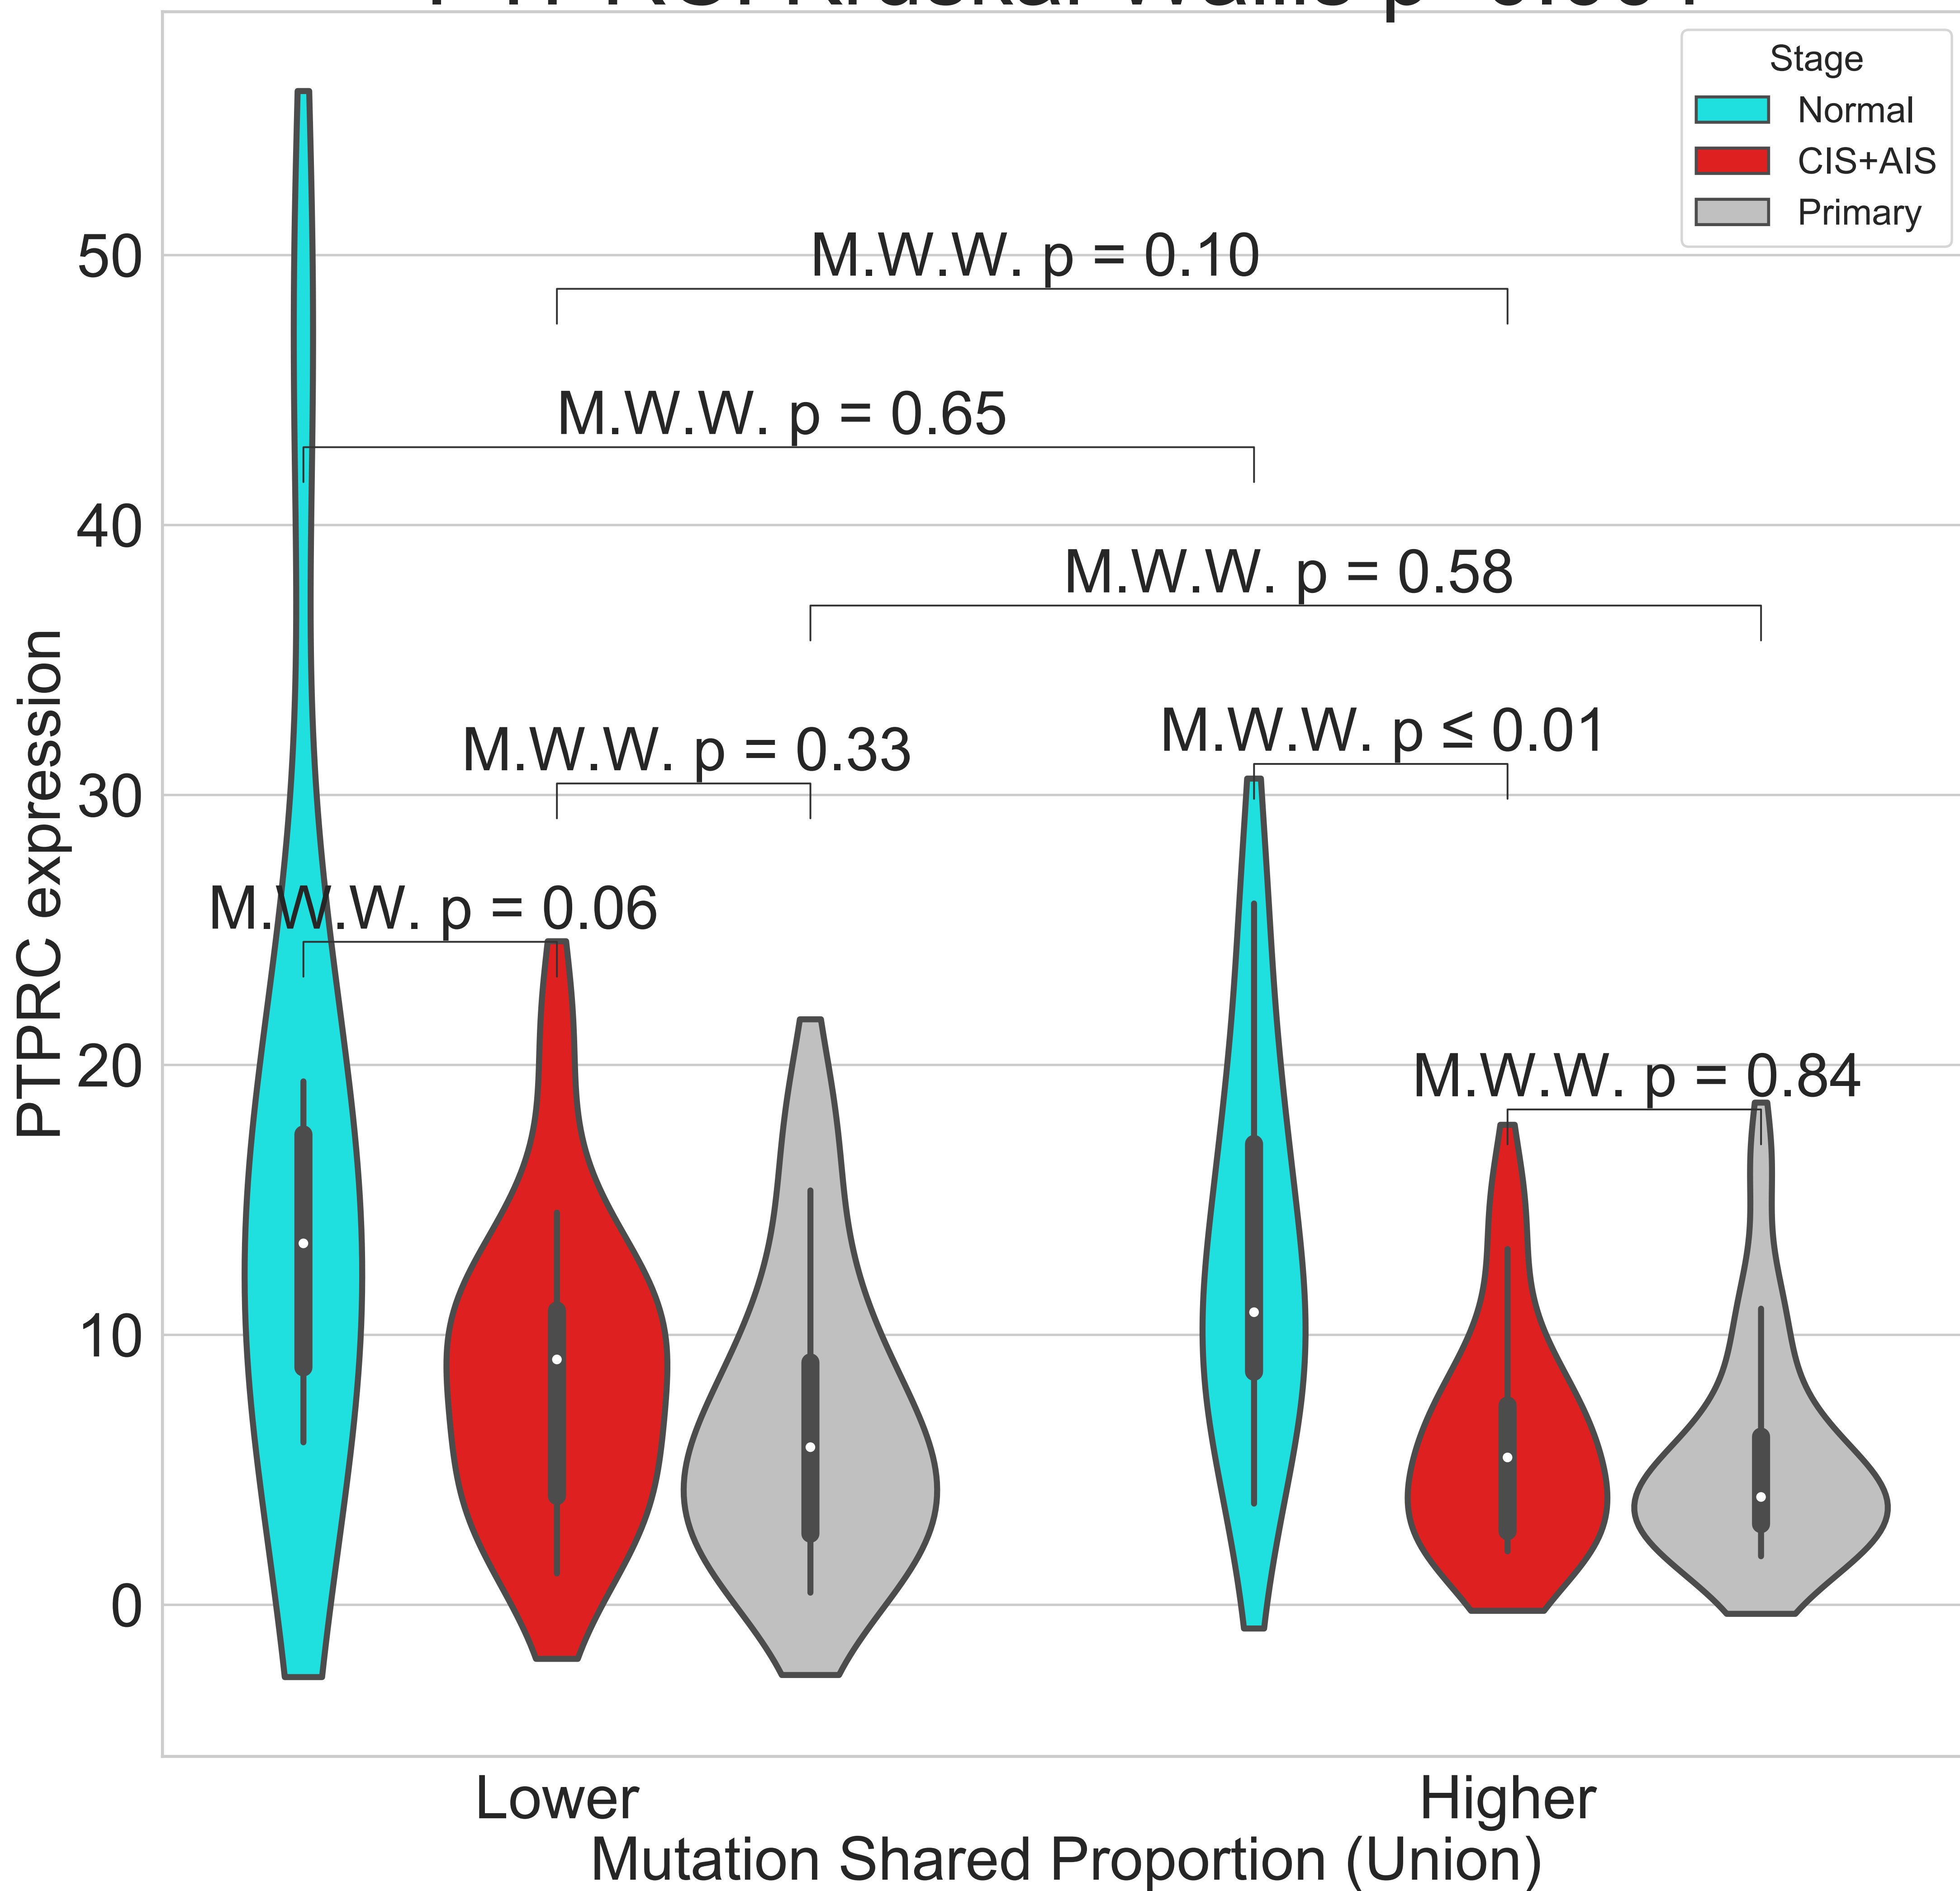 Stage
Normal
CIS+AIS
Primary
M.W.W. p = 0.10
M.W.W. p = 0.65
M.W.W. p = 0.58
M.W.W. p ≤ 0.01
M.W.W. p = 0.33
M.W.W. p = 0.06
M.W.W. p = 0.84
PTPRC expression
50
40
30
20
10
0
Lower
Higher
Mutation Shared Proportion (Union)